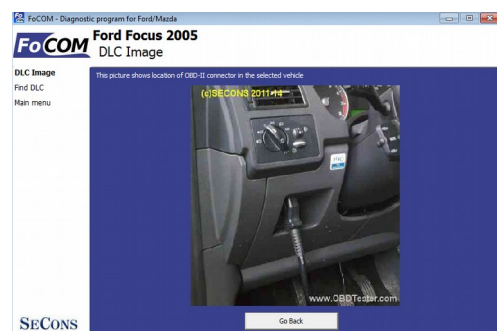 FoCOM - Diagnostic program for Ford/Mazda
FoCOM
Ford Focus 2005
DLC Image
DLC Image
Find DLC
Main menu
This picture shows location of OBD-II connector in the selected vehicle
(c)SECONS 2011-14
www.OBDTester.com
SECONS
Go Back